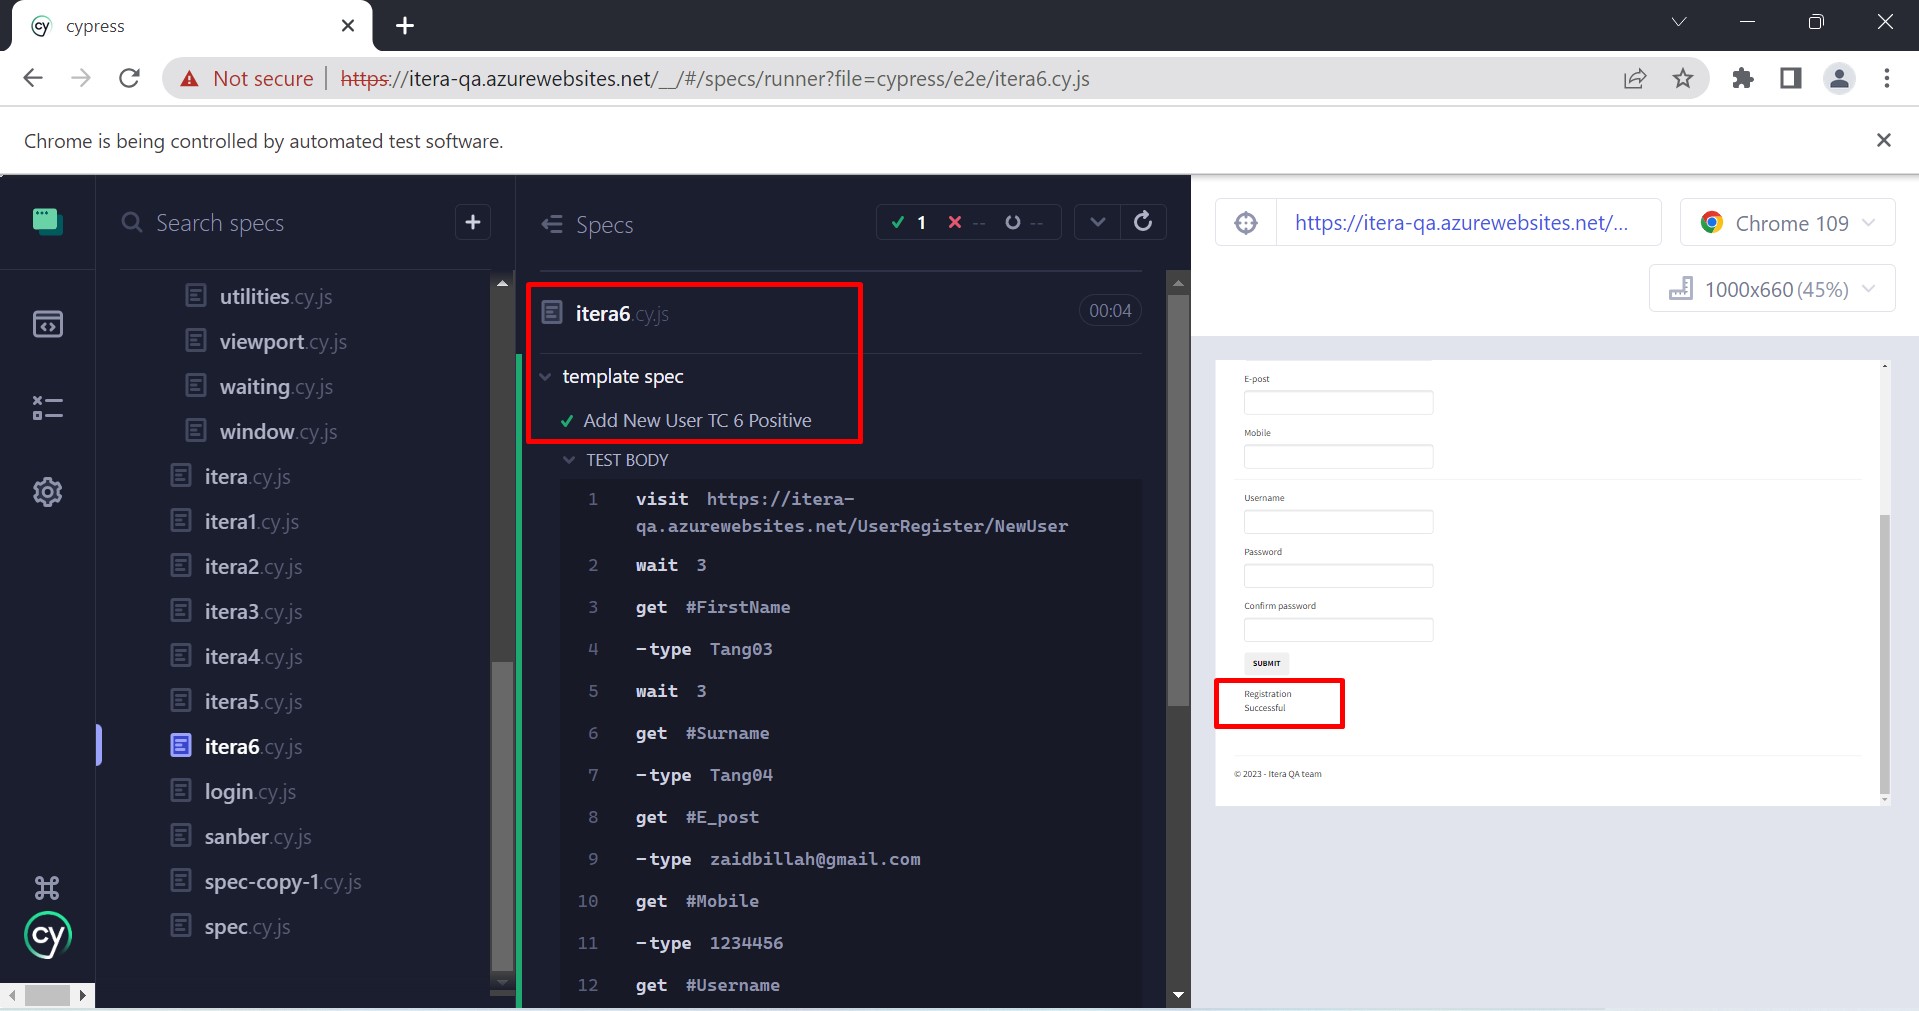 cy cypress
Not secure https://itera-qa.azurewebsites.net/__/#/specs/runner?file=cypress/e2e/itera6.cy.js
Chrome is being controlled by automated test software.
Search specs
utilities.cy.js
viewport.cy.js
waiting.cy.js
window.cy.js
itera.cy.js
itera1.cy.js
itera2.cy.js
itera3.cy.js
itera4.cy.js
itera5.cy.js
itera6.cy.js
login.cy.js
sanber.cy.js
spec-copy-1.cy.js
spec.cy.js
cy
Specs
1 -- --
itera6.cy.js 00:04
template spec
Add New User TC 6 Positive
TEST BODY
1 visit https://itera-
qa.azurewebsites.net/UserRegister/NewUser
2 wait 3
3 get #FirstName
4 -type Tang03
5 wait 3
6 get #Surname
7 -type Tang04
8 get #E_post
9 -type zaidbillah@gmail.com
10 get #Mobile
11 -type 1234456
12 get #Username
https://itera-qa.azurewebsites.net/...
Chrome 109
1000x660 (45%)
E-post
Mobile
Username
Password
Confirm password
SUBMIT
Registration
Successful
© 2023 - Itera QA team